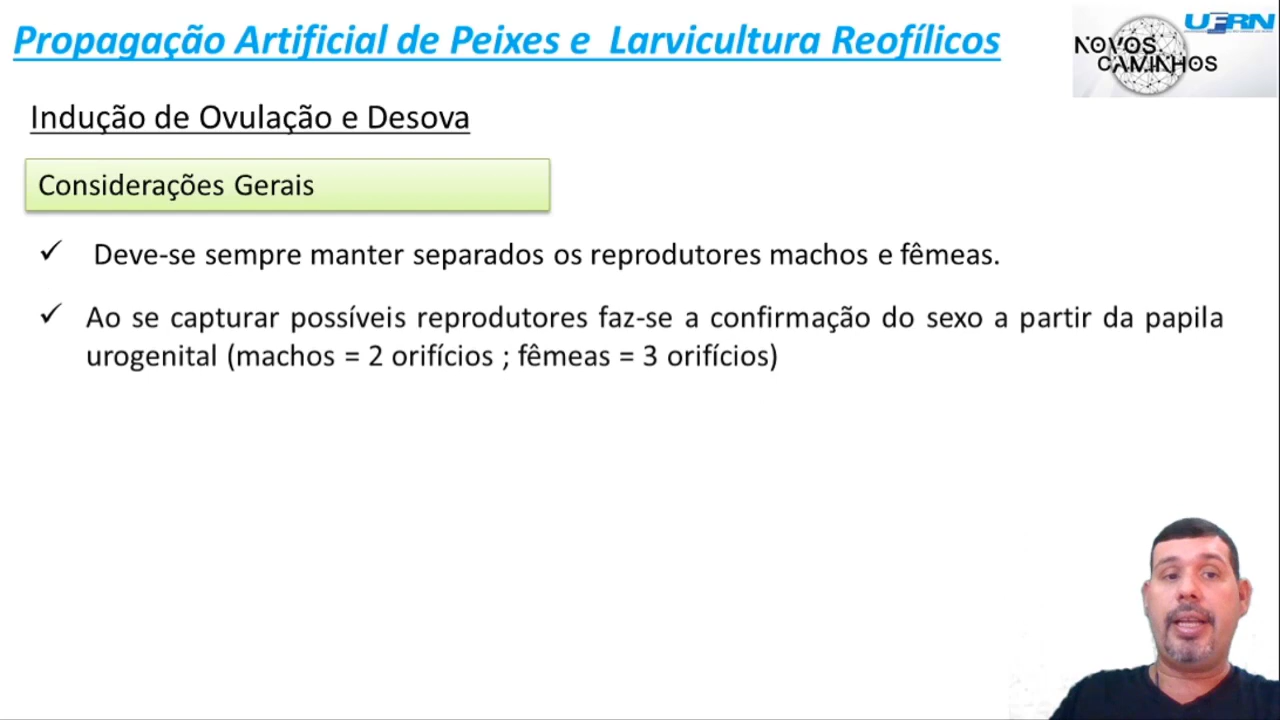 Propagação Artificial de Peixes e Larvicultura Reofílicos
UFRN
NOVOS
CAMINHOS
Indução de Ovulação e Desova
Considerações Gerais
✓ Deve-se sempre manter separados os reprodutores machos e fêmeas.
✓ Ao se capturar possíveis reprodutores faz-se a confirmação do sexo a partir da papila
urogenital (machos = 2 orifícios ; fêmeas = 3 orifícios)